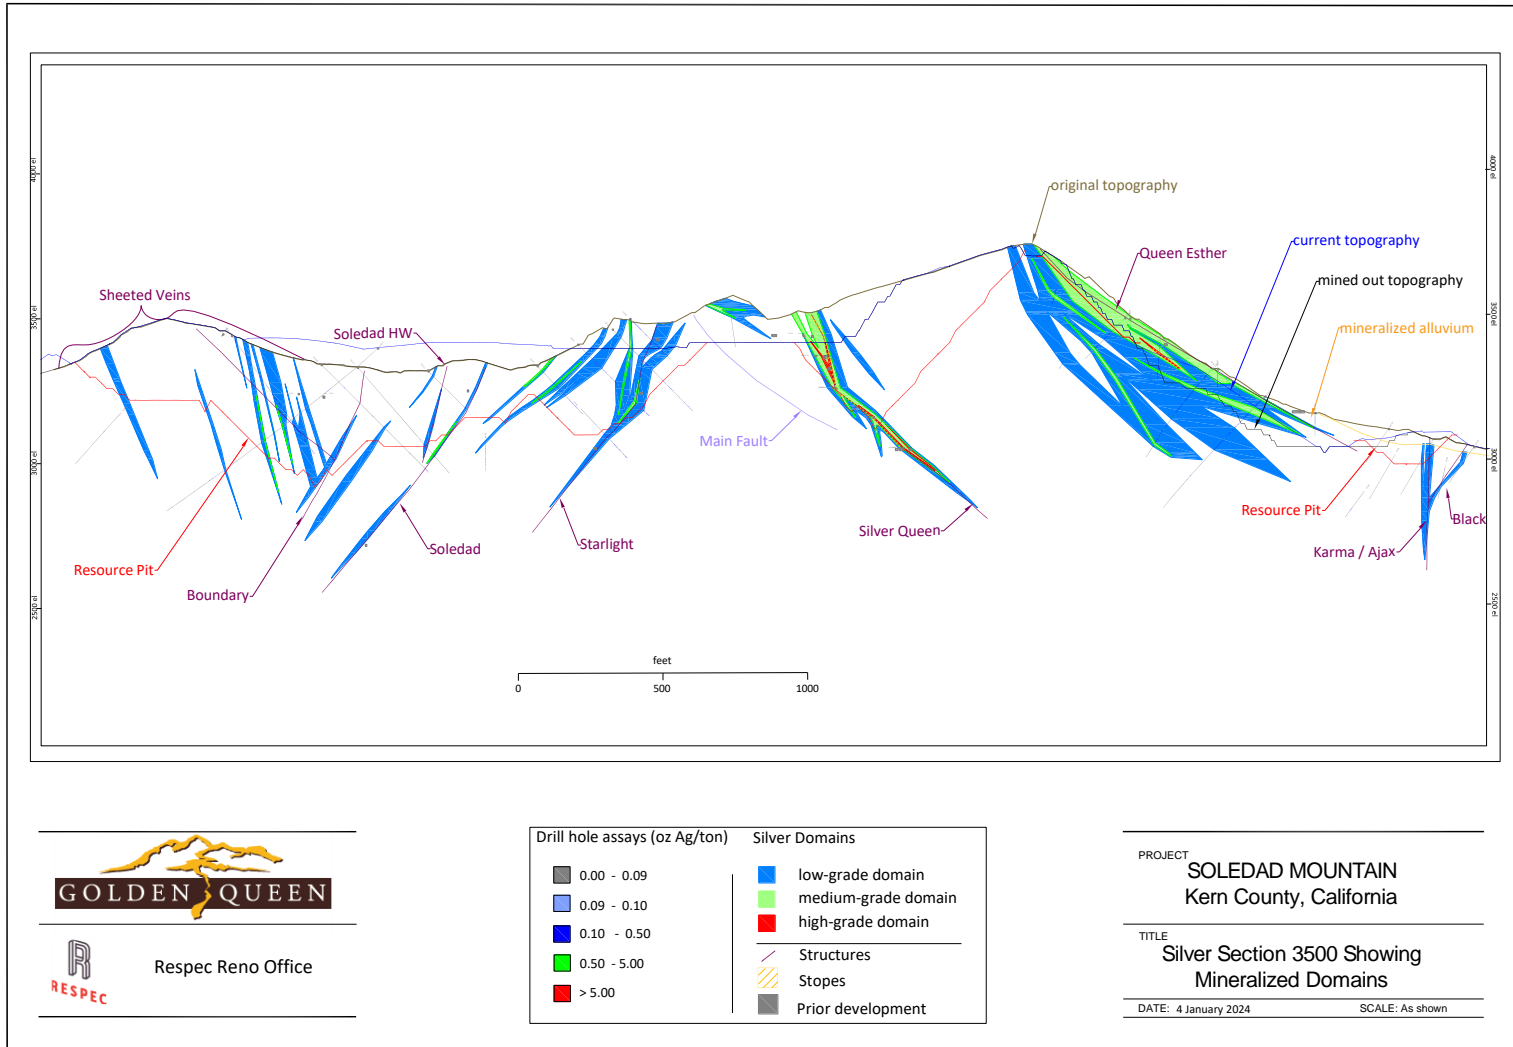 original topography
current topography
Queen Esther
mined out topography
mineralized alluvium
Sheeted Veins
Soledad HW
Main Fault
Silver Queen
Starlight
Soledad
Boundary
Resource Pit
Resource Pit
Black
Karma / Ajax
4000 el
3500 el
3000 el
2500 el
4000 el
3500 el
3000 el
2500 el
feet
0 500 1000
GOLDEN QUEEN
RESPEC
Respec Reno Office
Drill hole assays (oz Ag/ton)
0.00 - 0.09
0.09 - 0.10
0.10 - 0.50
0.50 - 5.00
> 5.00
Silver Domains
low-grade domain
medium-grade domain
high-grade domain
Structures
Stopes
Prior development
PROJECT
SOLEDAD MOUNTAIN
Kern County, California
TITLE
Silver Section 3500 Showing
Mineralized Domains
DATE: 4 January 2024 SCALE: As shown